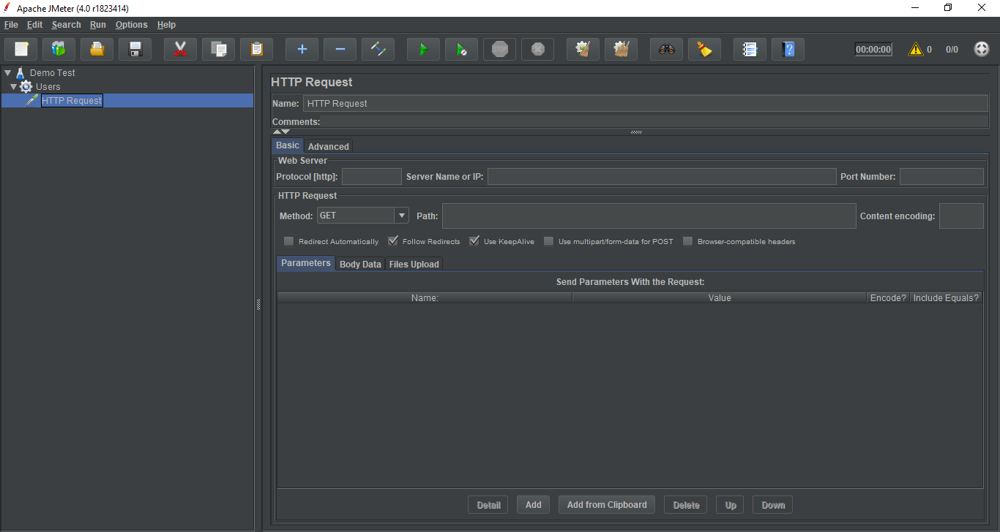 Apache JMeter (4.0 r1823414)
File Edit Search Run Options Help
STOP
00:00:00 0 0/0
Demo Test
Users
HTTP Request
HTTP Request
Name: HTTP Request
Comments:
Basic Advanced
Web Server
Protocol [http]: Server Name or IP: Port Number:
HTTP Request
Method: GET Path: Content encoding:
Redirect Automatically Follow Redirects Use KeepAlive Use multipart/form-data for POST Browser-compatible headers
Parameters Body Data Files Upload
Send Parameters With the Request:
Name: Value Encode? Include Equals?
Detail Add Add from Clipboard Delete Up Down